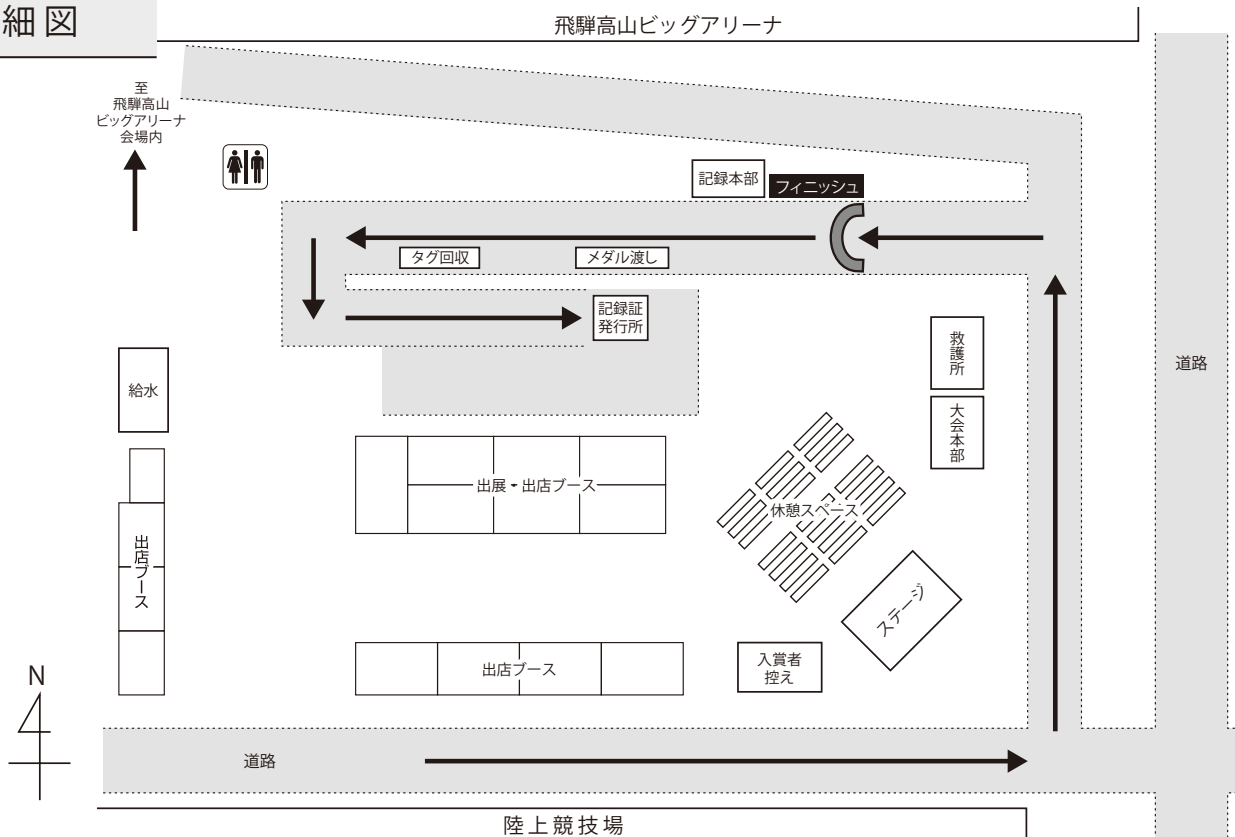 細図
飛騨高山ビッグアリーナ
至
飛騨高山
ビッグアリーナ
会場内
記録本部
フィニッシュ
タグ回収
メダル渡し
記録証
発行所
救護所
道路
給水
大会本部
出展・出店ブース
休憩スペース
出店ブース
ステージ
出店ブース
入賞者
控え
N
道路
陸上競技場